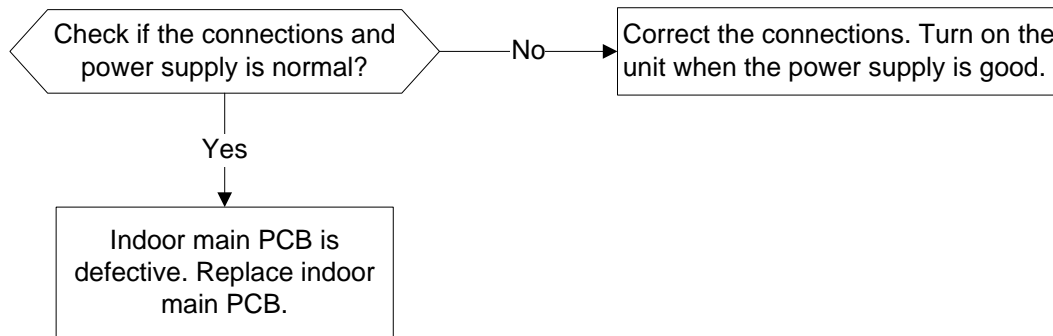 Check if the connections and
power supply is normal?
No
Correct the connections. Turn on the
unit when the power supply is good.
Yes
Indoor main PCB is
defective. Replace indoor
main PCB.